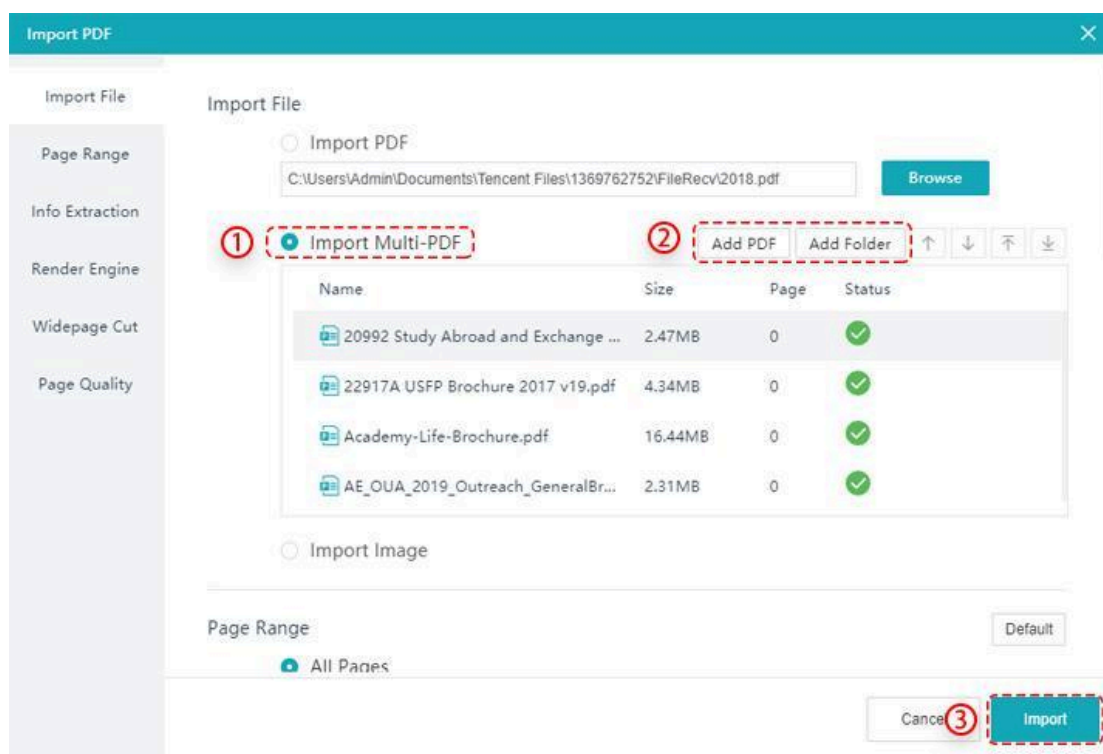 Import PDF
Import File
Page Range
Info Extraction
Render Engine
Widepage Cut
Page Quality
Import File
Import PDF
C:\Users\Admin\Documents\Tencent Files\1369762752\FileRecv\2018.pdf
Browse
① Import Multi-PDF ② Add PDF Add Folder
Name Size Page Status
20992 Study Abroad and Exchange ... 2.47MB 0
22917A USFP Brochure 2017 v19.pdf 4.34MB 0
Academy-Life-Brochure.pdf 16.44MB 0
AE_OUA_2019_Outreach_GeneralBr... 2.31MB 0
Import Image
Page Range Default
All Pages
Cance ③ Import